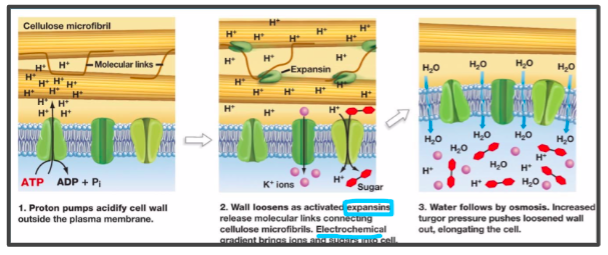 Cellulose microfibril
H+ H+
Molecular links
H+
H+ H+ H+
H+ H+
H+ H+
H+ H+
ATP ADP + Pi
1. Proton pumps acidify cell wall
outside the plasma membrane.
H+ H+
H+ H+
H+ H+
Expansin
H+
H+ H+ H+
K+ ions
H+
H+
Sugar
2. Wall loosens as activated expansins
release molecular links connecting
cellulose microfibrils. Electrochemical
gradient brings ions and sugars into cell.
H+
H2O H2O H2O H2O
H2O H2O H2O
H+ H2O H+
H+ H2O
3. Water follows by osmosis. Increased
turgor pressure pushes loosened wall
out, elongating the cell.